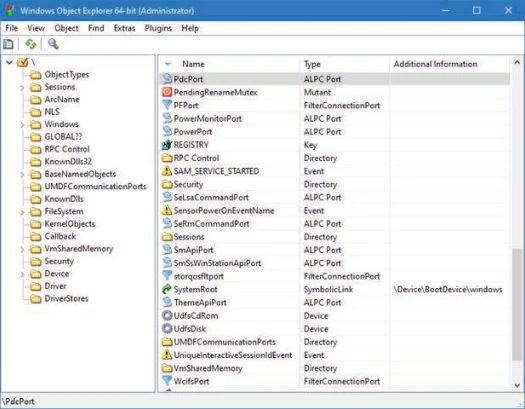 Windows Object Explorer 64-bit (Administrator)
File View Object Find Extras Plugins Help
\
ObjectTypes
Sessions
ArcName
NLS
Windows
GLOBAL??
RPC Control
KnownDlls32
BaseNamedObjects
UMDFCommunicationPorts
KnownDlls
FileSystem
KernelObjects
Callback
VmSharedMemory
Security
Device
Driver
DriverStores
Name Type Additional Information
PdcPort ALPC Port
PendingRenameMutex Mutant
PFPort FilterConnectionPort
PowerMonitorPort ALPC Port
PowerPort ALPC Port
REGISTRY Key
RPC Control Directory
SAM_SERVICE_STARTED Event
Security Directory
SeLsaCommandPort ALPC Port
SensorPowerOnEventName Event
SeRmCommandPort ALPC Port
Sessions Directory
SmApiPort ALPC Port
SmSsWinStationApiPort ALPC Port
storqosfltport FilterConnectionPort
SystemRoot SymbolicLink \Device\BootDevice\windows
ThemeApiPort ALPC Port
UdfsCdRom Device
UdfsDisk Device
UMDFCommunicationPorts Directory
UniqueInteractiveSessionIdEvent Event
VmSharedMemory Directory
WcifsPort FilterConnectionPort
\PdcPort